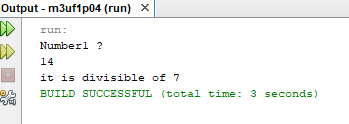 Output - m3uf1p04 (run)
run:
Number1 ?
14
it is divisible of 7
BUILD SUCCESSFUL (total time: 3 seconds)